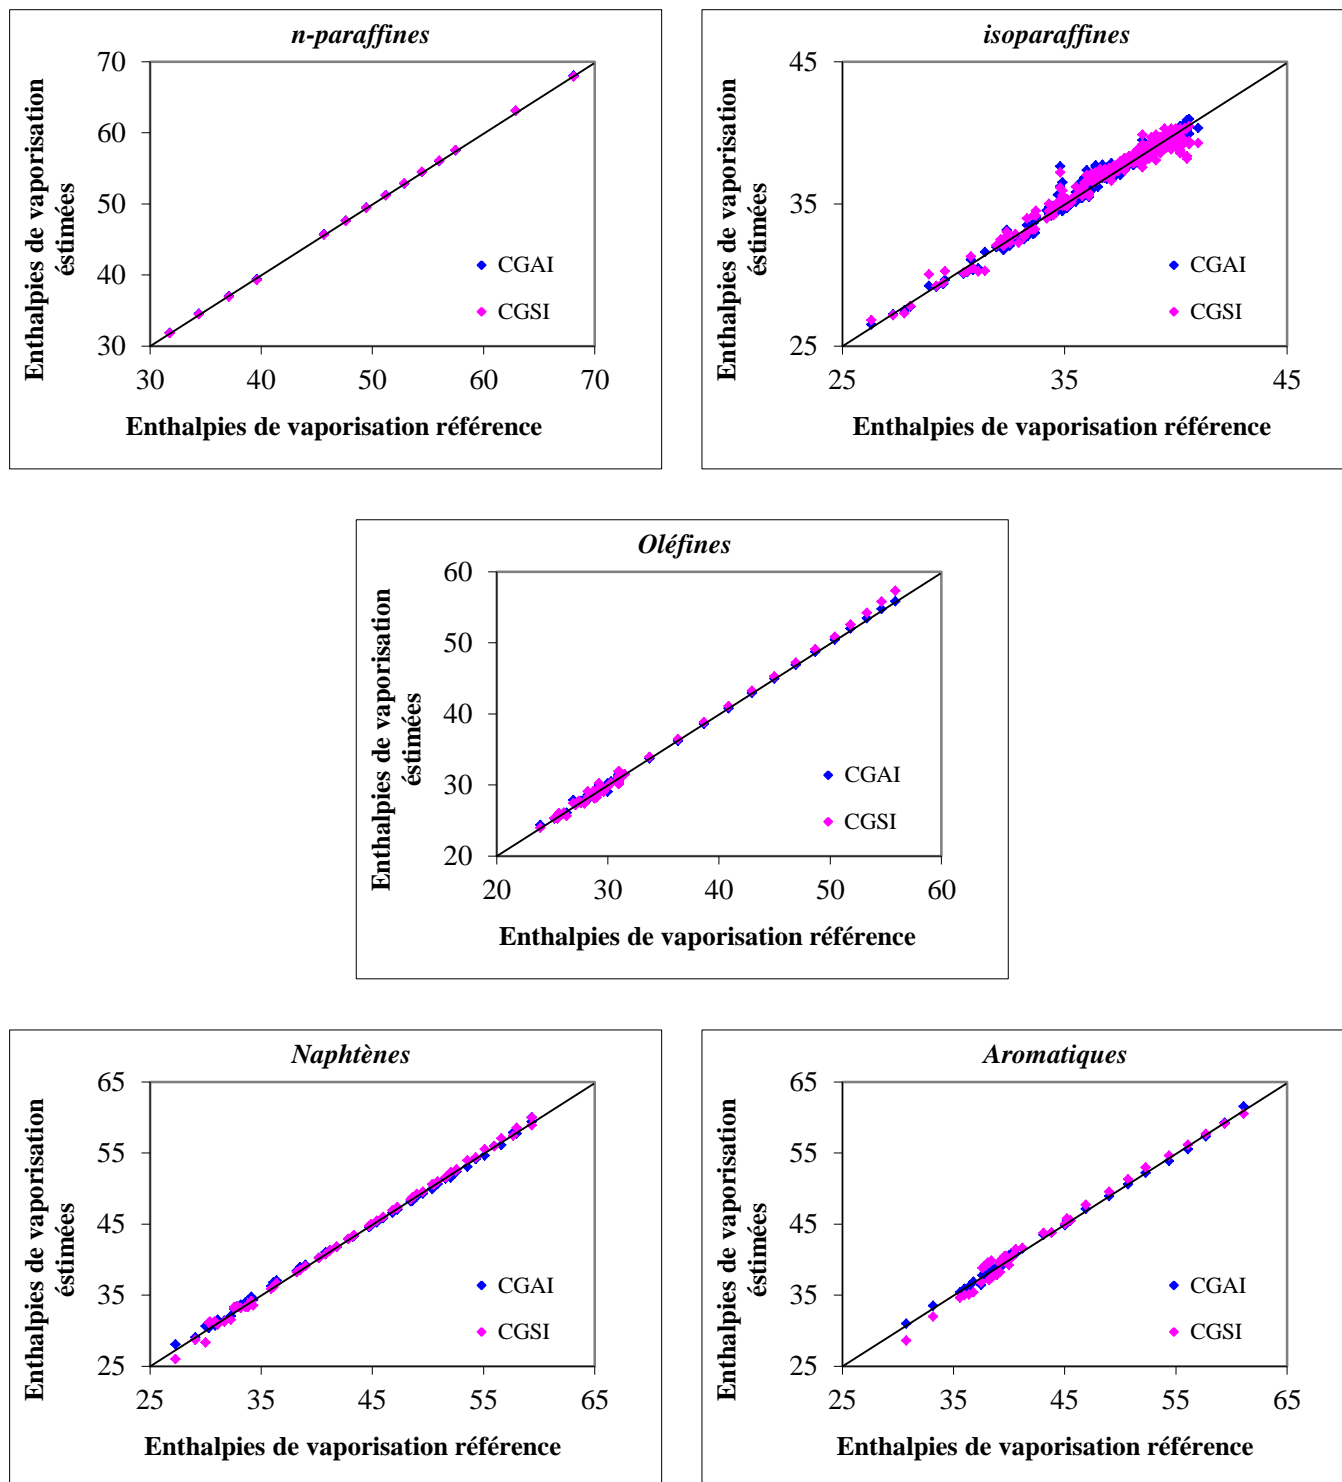 n-paraffines
Enthalpies de vaporisation
éstimées
70
60
50
40
30
30 40 50 60 70
CGAI
CGSI
Enthalpies de vaporisation référence
isoparaffines
Enthalpies de vaporisation
éstimées
45
35
25
25 35 45
CGAI
CGSI
Enthalpies de vaporisation référence
Oléfines
Enthalpies de vaporisation
éstimées
60
50
40
30
20
20 30 40 50 60
CGAI
CGSI
Enthalpies de vaporisation référence
Naphtènes
Enthalpies de vaporisation
éstimées
65
55
45
35
25
25 35 45 55 65
CGAI
CGSI
Enthalpies de vaporisation référence
Aromatiques
Enthalpies de vaporisation
éstimées
65
55
45
35
25
25 35 45 55 65
CGAI
CGSI
Enthalpies de vaporisation référence